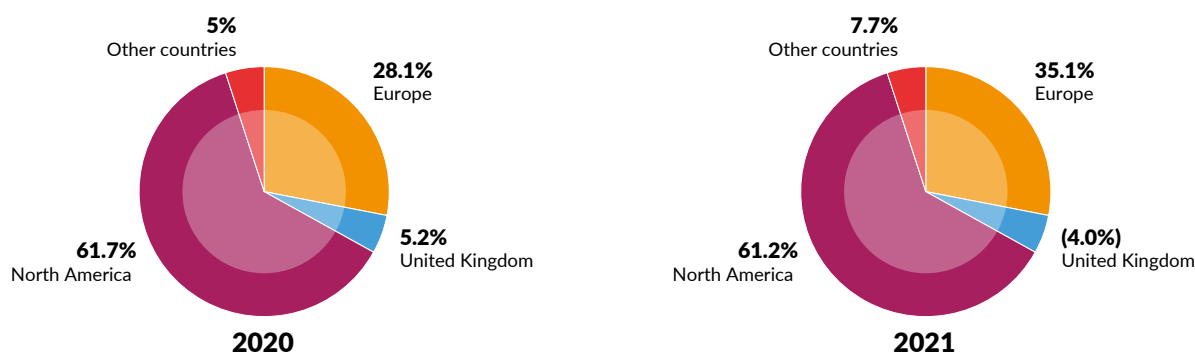 5%
Other countries
28.1%
Europe
5.2%
United Kingdom
61.7%
North America
2020
7.7%
Other countries
35.1%
Europe
(4.0%)
United Kingdom
61.2%
North America
2021